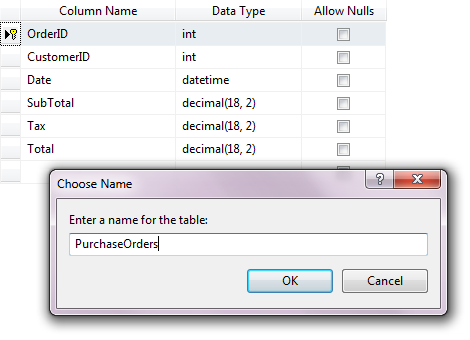 Column Name Data Type Allow Nulls
OrderID int
CustomerID int
Date datetime
SubTotal decimal(18, 2)
Tax decimal(18, 2)
Total decimal(18, 2)
Choose Name
Enter a name for the table:
PurchaseOrders
OK Cancel